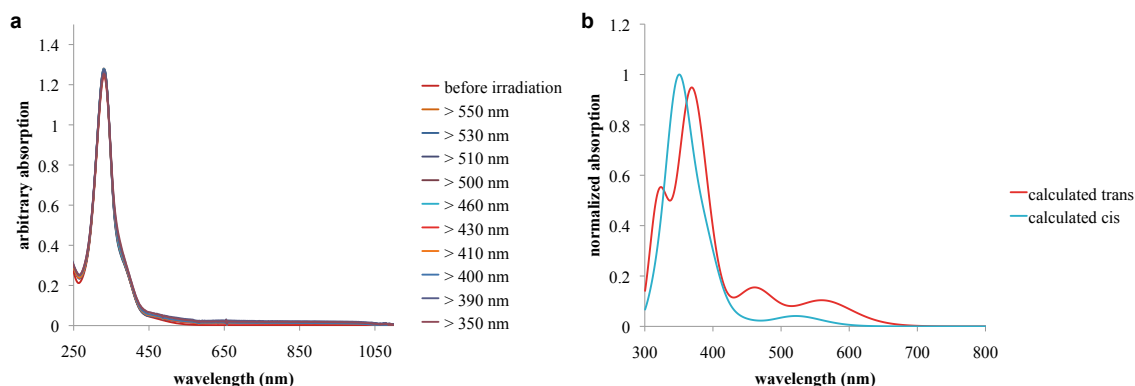 a
1.4
1.2
1
0.8
0.6
0.4
0.2
0
250
450
650
850
1050
arbitrary absorption
wavelength (nm)
before irradiation
> 550 nm
> 530 nm
> 510 nm
> 500 nm
> 460 nm
> 430 nm
> 410 nm
> 400 nm
> 390 nm
> 350 nm
b
1.2
1
0.8
0.6
0.4
0.2
0
300
400
500
600
700
800
normalized absorption
wavelength (nm)
calculated trans
calculated cis